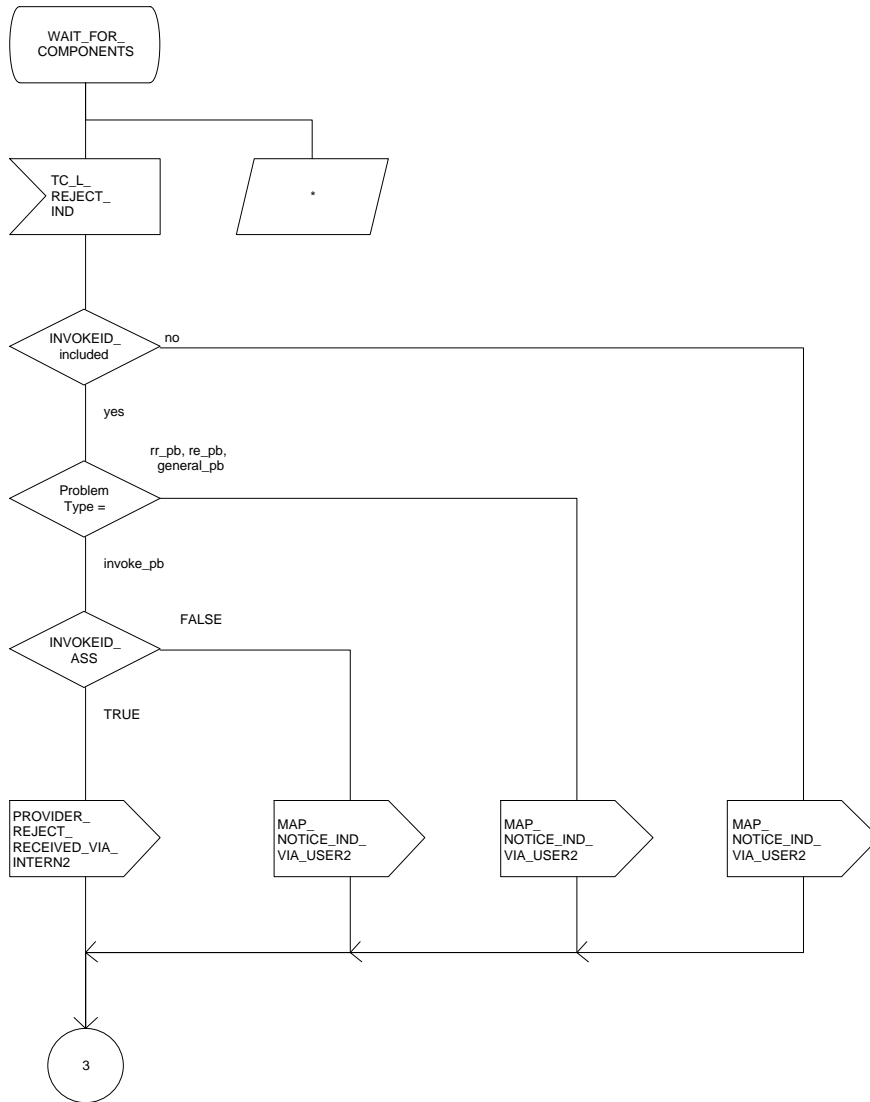 WAIT_FOR_
COMPONENTS
TC_L_
REJECT_
IND
*
INVOKEID_
included
no
yes
rr_pb, re_pb,
general_pb
Problem
Type =
invoke_pb
FALSE
INVOKEID_
ASS
TRUE
PROVIDER_
REJECT_
RECEIVED_VIA_
INTERN2
MAP_
NOTICE_IND_
VIA_USER2
MAP_
NOTICE_IND_
VIA_USER2
MAP_
NOTICE_IND_
VIA_USER2
3